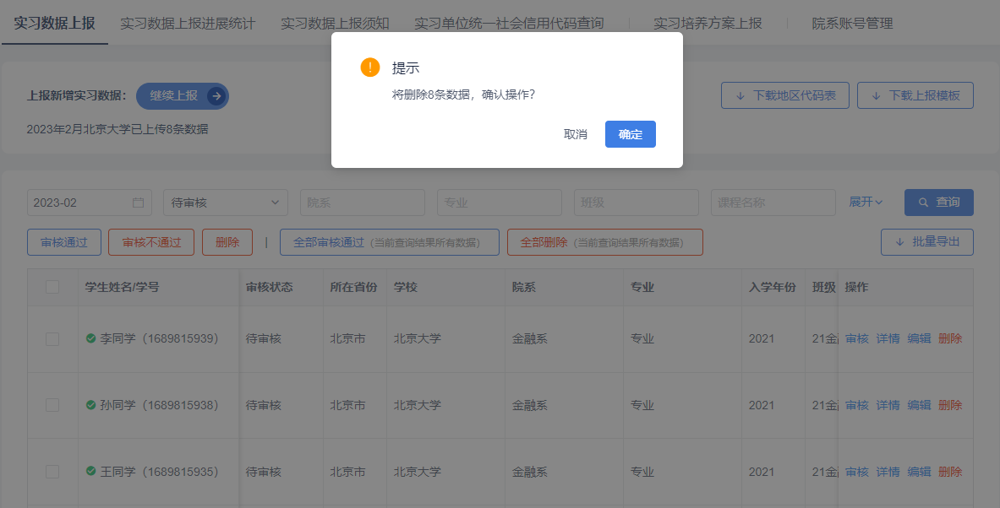 实习数据上报 实习数据上报进展统计 实习数据上报须知 实习单位统一社会信用代码查询 实习培养方案上报 院系账号管理
提示
将删除8条数据，确认操作?
取消 确定
上报新增实习数据： 继续上报 下载地区代码表 下载上报模板
2023年2月北京大学已上传8条数据
2023-02 待审核 院系 专业 班级 课程名称 展开 查询
审核通过 审核不通过 删除 | 全部审核通过（当前查询结果所有数据） 全部删除（当前查询结果所有数据） 批量导出
学生姓名/学号 审核状态 所在省份 学校 院系 专业 入学年份 班级 操作
李同学（1689815939） 待审核 北京市 北京大学 金融系 专业 2021 21金 审核 详情 编辑 删除
孙同学（1689815938） 待审核 北京市 北京大学 金融系 专业 2021 21金 审核 详情 编辑 删除
王同学（1689815935） 待审核 北京市 北京大学 金融系 专业 2021 21金 审核 详情 编辑 删除